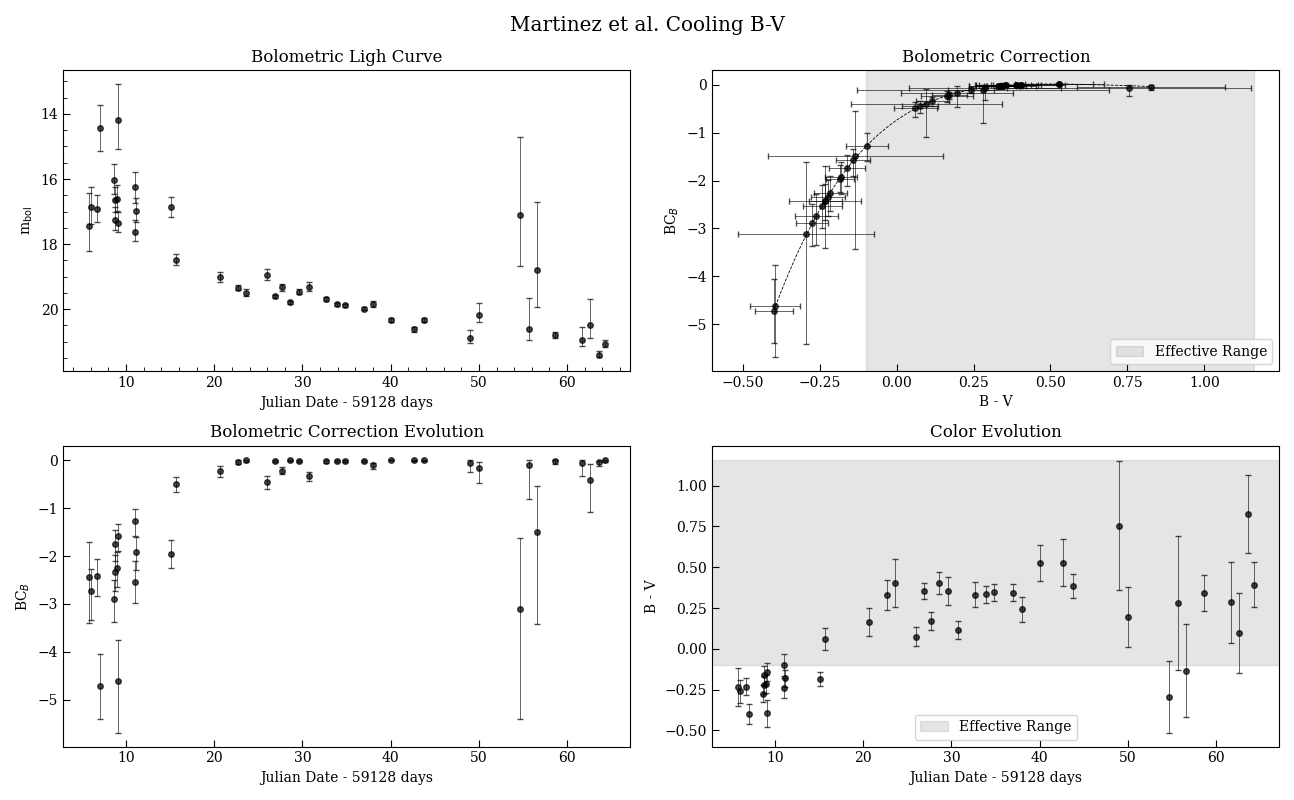 Martinez et al. Cooling B-V
Bolometric Ligh Curve
14
16
18
20
m_bol
10 20 30 40 50 60
Julian Date - 59128 days
Bolometric Correction
0
−1
−2
−3
−4
−5
BC_B
−0.50 −0.25 0.00 0.25 0.50 0.75 1.00
B - V
Effective Range
Bolometric Correction Evolution
0
−1
−2
−3
−4
−5
BC_B
10 20 30 40 50 60
Julian Date - 59128 days
Color Evolution
1.00
0.75
0.50
0.25
0.00
−0.25
−0.50
B - V
Effective Range
10 20 30 40 50 60
Julian Date - 59128 days